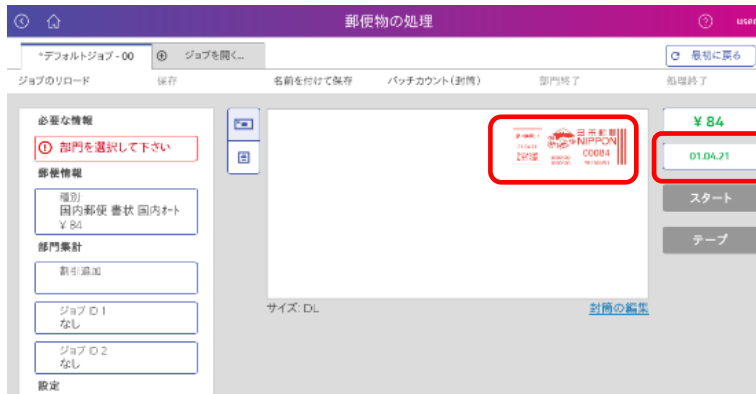 郵便物の処理
user
*デフォルトジョブ - 00
ジョブを開く...
最初に戻る
ジョブのリロード
保存
名前を付けて保存
バッチカウント(封筒)
部門終了
処理終了
必要な情報
部門を選択して下さい
郵便情報
種別
国内郵便 書状 国内オート
¥ 84
部門集計
割引追加
ジョブ ID 1
なし
ジョブ ID 2
なし
設定
日本郵便
NIPPON
C0084
サイズ: DL
封筒の編集
¥ 84
01.04.21
スタート
テープ